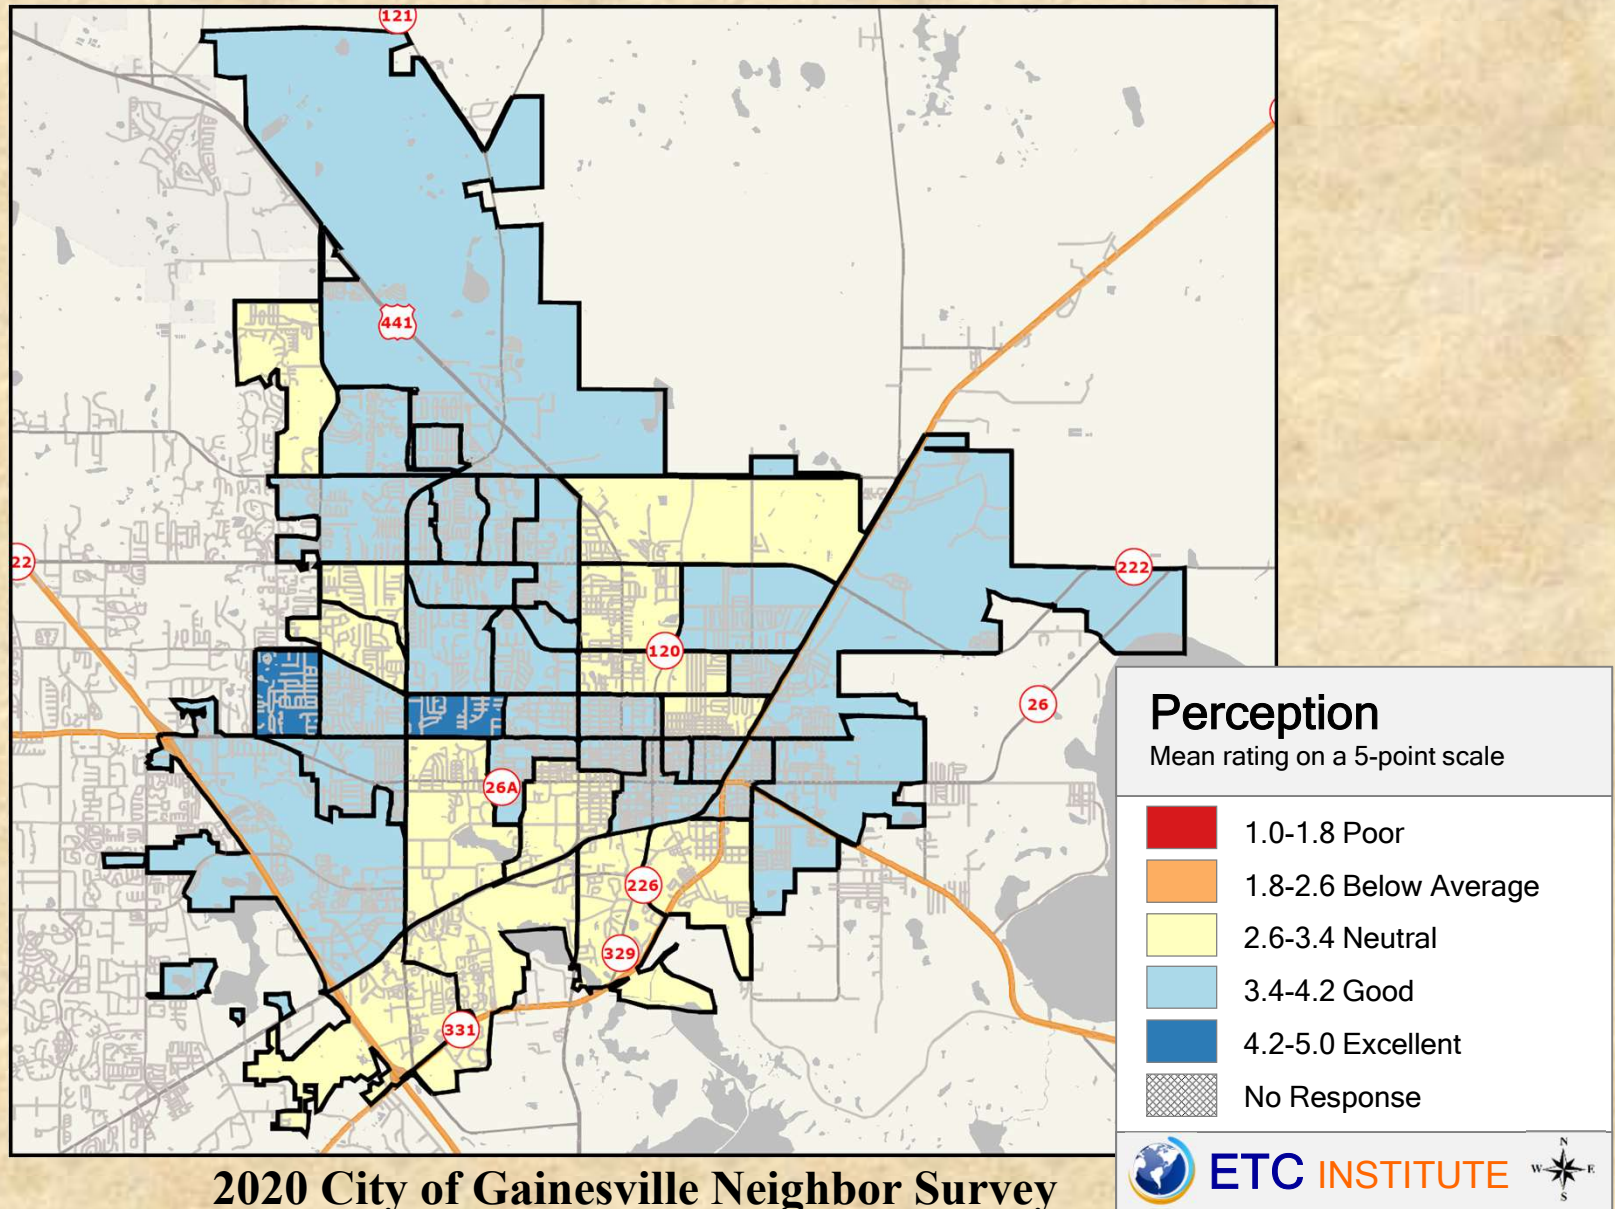 121
441
22
222
120
26
26A
226
329
331
Perception
Mean rating on a 5-point scale
1.0-1.8 Poor
1.8-2.6 Below Average
2.6-3.4 Neutral
3.4-4.2 Good
4.2-5.0 Excellent
No Response
ETC INSTITUTE
N
W E
S
2020 City of Gainesville Neighbor Survey